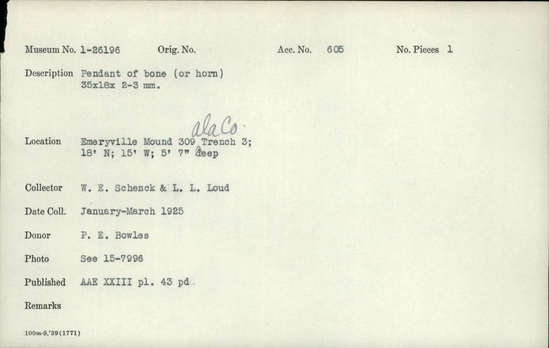 Museum No. 1-26196 Orig. No. Acc. No. 605 No. Pieces 1
Description Pendant of bone (or horn)
35x18x 2-3 mm.
ala Co.
Location Emeryville Mound 309 Trench 3;
18' N; 15' W; 5' 7" deep
Collector W. E. Schenck & L. L. Loud
Date Coll. January-March 1925
Donor P. E. Bowles
Photo See 15-7996
Published AAE XXIII pl. 43 pd
Remarks
100m-9,'39(1771)